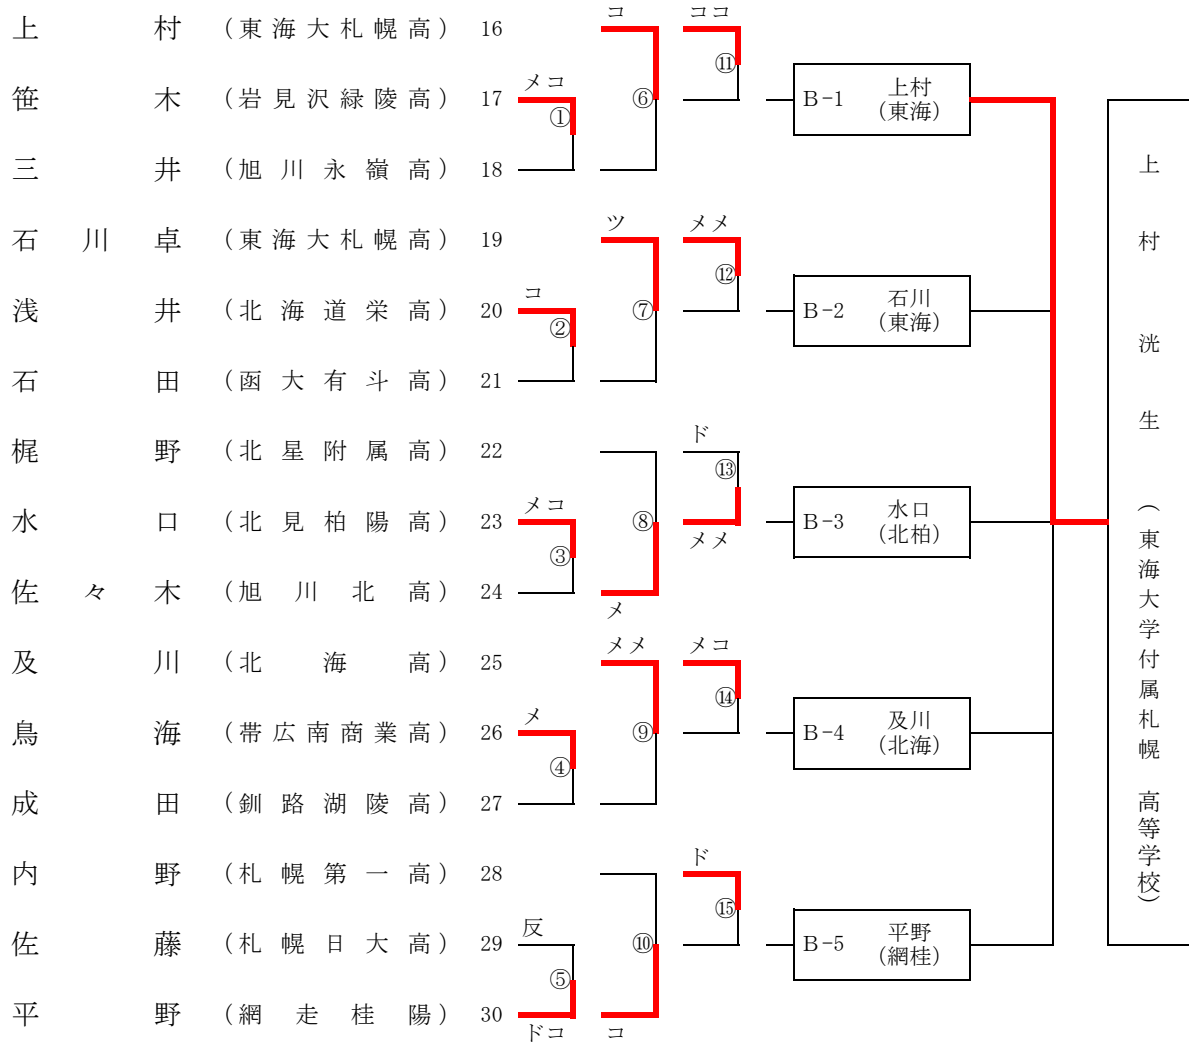 コ ココ
上村 (東海大札幌高) 16
⑪
B-1 上村
(東海)
メコ
笹木 (岩見沢緑陵高) 17
⑥
①
三井 (旭川永嶺高) 18
ツ メメ
石川卓 (東海大札幌高) 19
⑫
B-2 石川
(東海)
コ
浅井 (北海道栄高) 20
⑦
②
石田 (函大有斗高) 21
ド
梶野 (北星附属高) 22
⑬
メコ
水口 (北見柏陽高) 23
⑧
B-3 水口
(北柏)
メメ
③
佐々木 (旭川北高) 24
メ
メメ メコ
及川 (北海高) 25
⑭
メ
鳥海 (帯広南商業高) 26
⑨
B-4 及川
(北海)
④
成田 (釧路湖陵高) 27
ド
内野 (札幌第一高) 28
⑮
反
佐藤 (札幌日大高) 29
⑩
B-5 平野
(網桂)
⑤
平野 (網走桂陽) 30
ドコ コ
上村洸生(東海大学付属札幌高等学校)